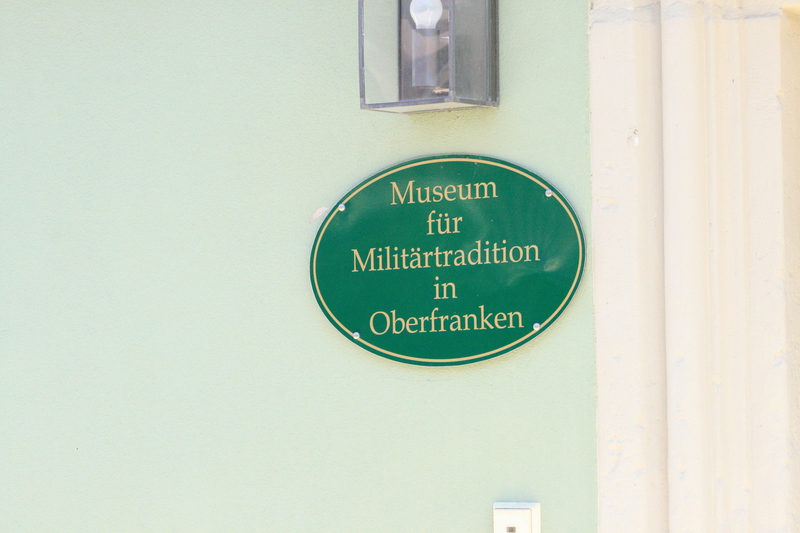 Museum
für
Militärtradition
in
Oberfranken